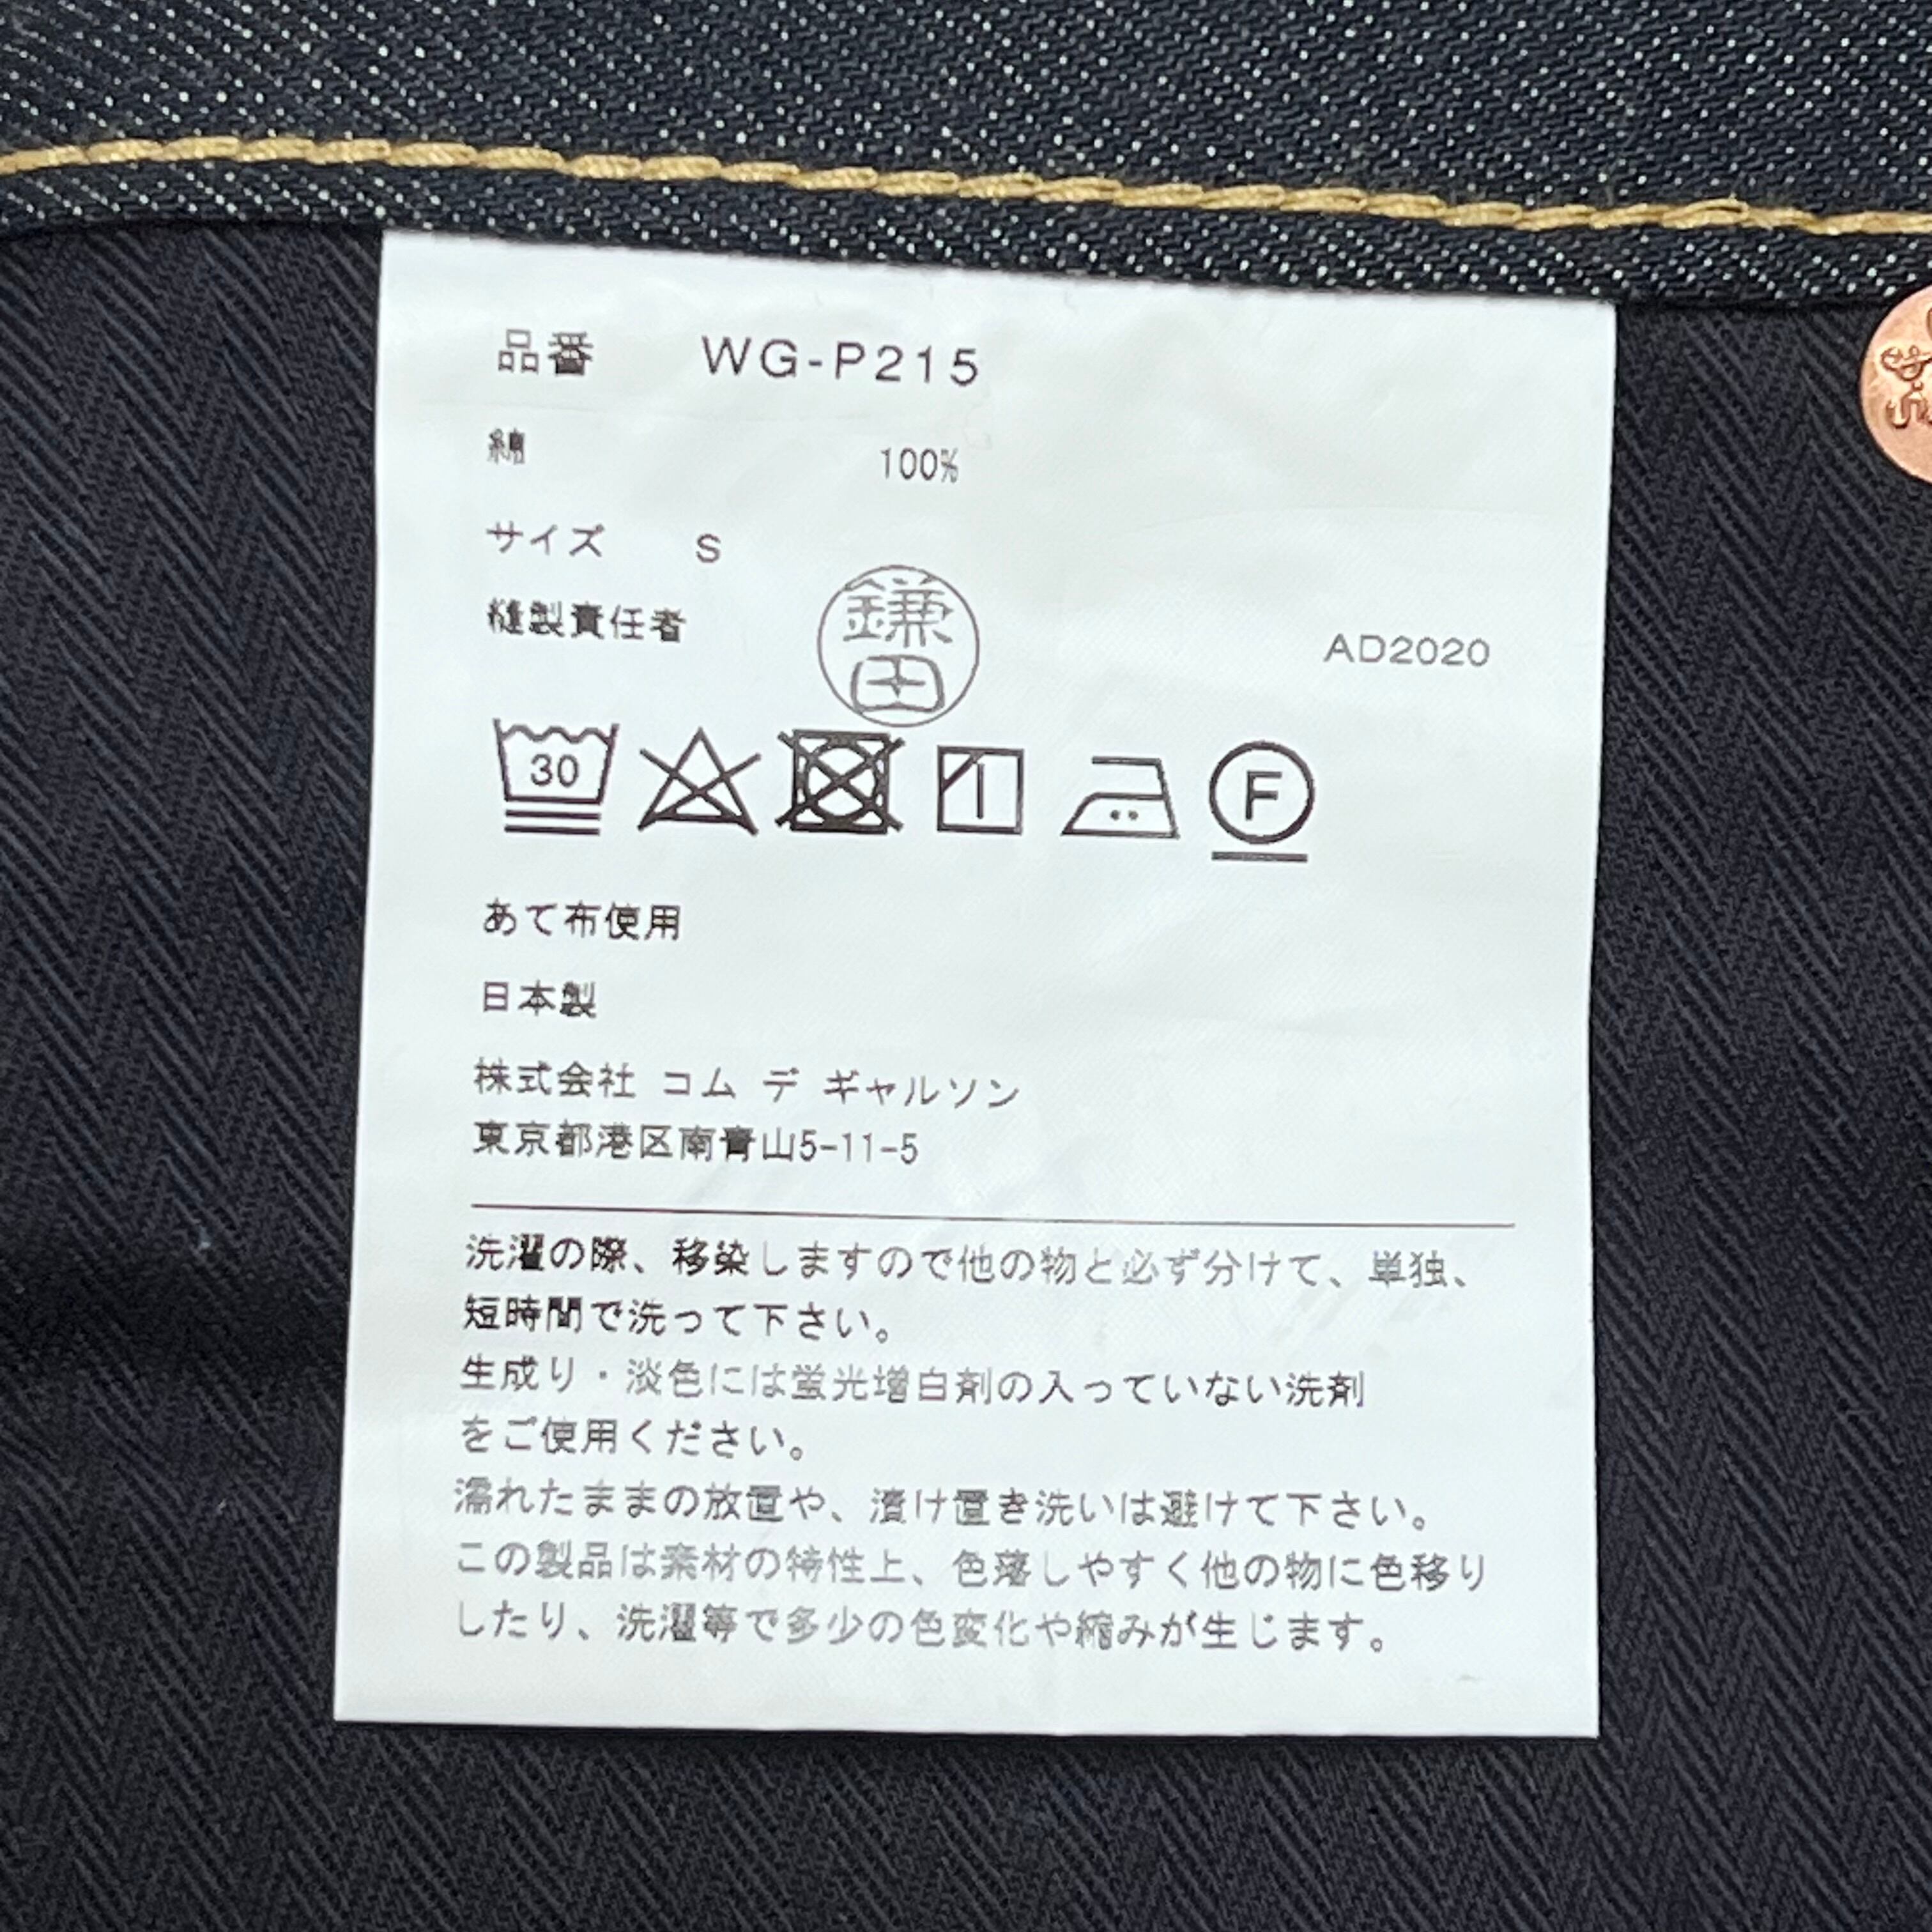 品番 WG-P215
綿 100%
サイズ S
縫製責任者 鎌田 AD2020
30 F
あて布使用
日本製
株式会社 コム デ ギャルソン
東京都港区南青山5-11-5
洗濯の際、移染しますので他の物と必ず分けて、単独、
短時間で洗って下さい。
生成り・淡色には蛍光増白剤の入っていない洗剤
をご使用ください。
濡れたままの放置や、漬け置き洗いは避けて下さい。
この製品は素材の特性上、色落しやすく他の物に色移り
したり、洗濯等で多少の色変化や縮みが生じます。